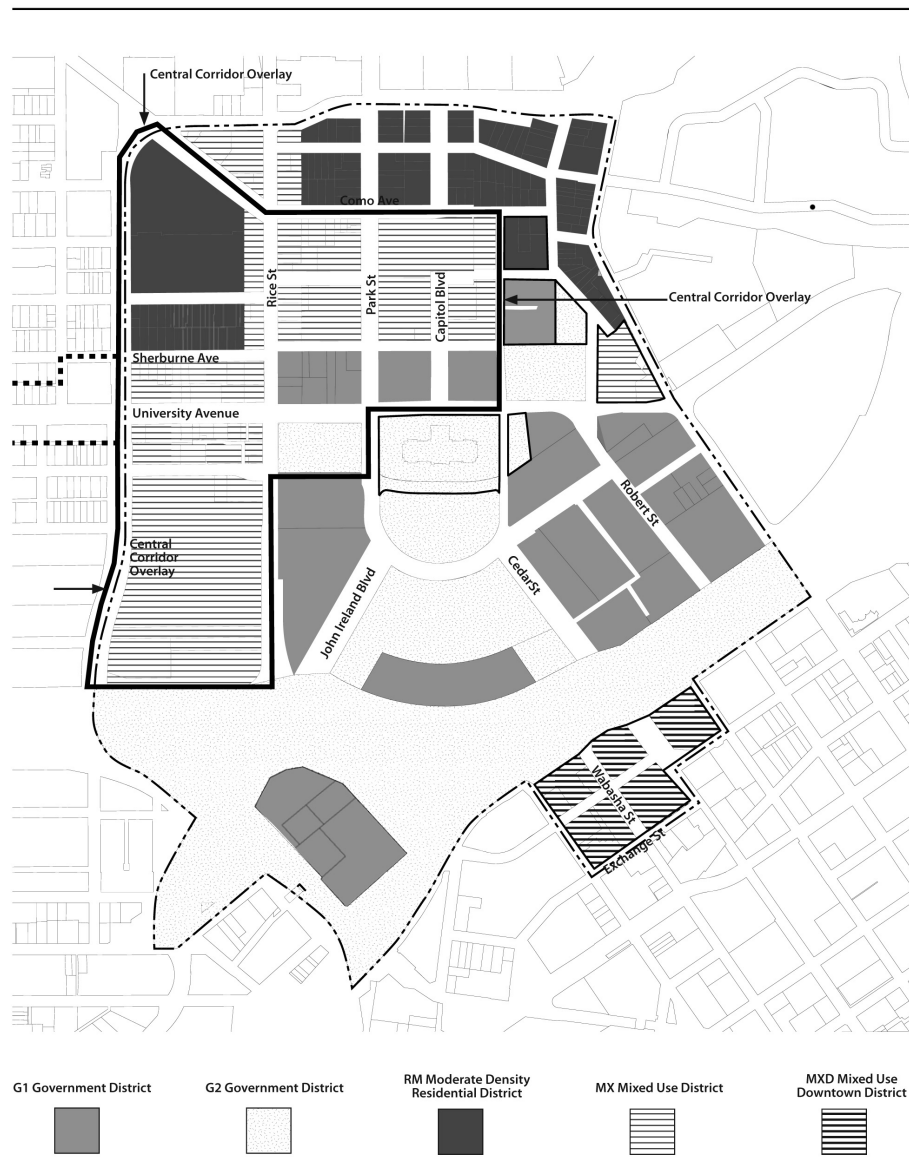 Central Corridor Overlay
Como Ave
Rice St
Park St
Capitol Blvd
Central Corridor Overlay
Sherburne Ave
University Avenue
Robert St
Central
Corridor
Overlay
CedarSt
John Ireland Blvd
Wabasha St
Exchange St
G1 Government District
G2 Government District
RM Moderate Density
Residential District
MX Mixed Use District
MXD Mixed Use
Downtown District